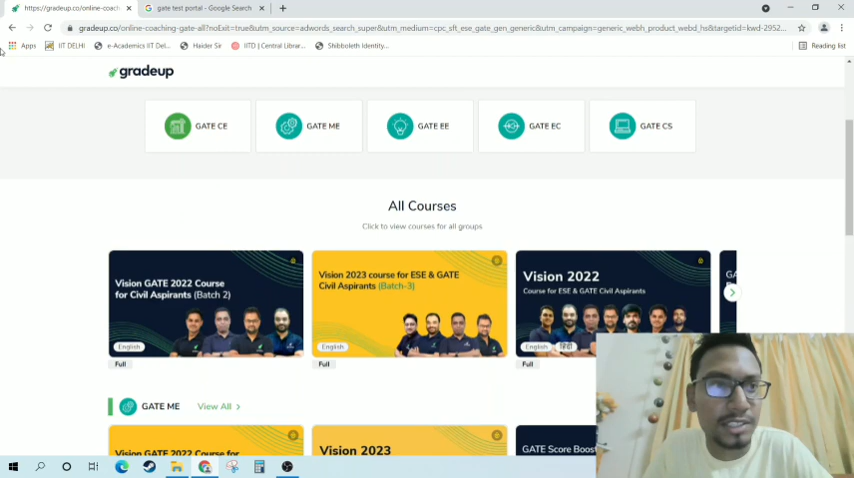 https://gradeup.co/online-coach
gate test portal - Google Search
gradeup.co/online-coaching-gate-all?noExit=true&utm_source=adwords_search_super&utm_medium=cpc_sft_ese_gate_gen_generic&utm_campaign=generic_webh_product_webd_hs&targetid=kwd-2952...
Apps
IIT DELHI
e-Academics IIT Del...
Haider Sir
IITD | Central Librar...
Shibboleth Identity...
Reading list
gradeup
GATE CE
GATE ME
GATE EE
GATE EC
GATE CS
All Courses
Click to view courses for all groups
Vision GATE 2022 Course
for Civil Aspirants (Batch 2)
English
Full
Vision 2023 course for ESE & GATE
Civil Aspirants (Batch-3)
English
Full
Vision 2022
Course for ESE & GATE Civil Aspirants
English
हिंदी
Full
GATE ME
View All
Vision GATE 2022 Course for
Vision 2023
GATE Score Boost